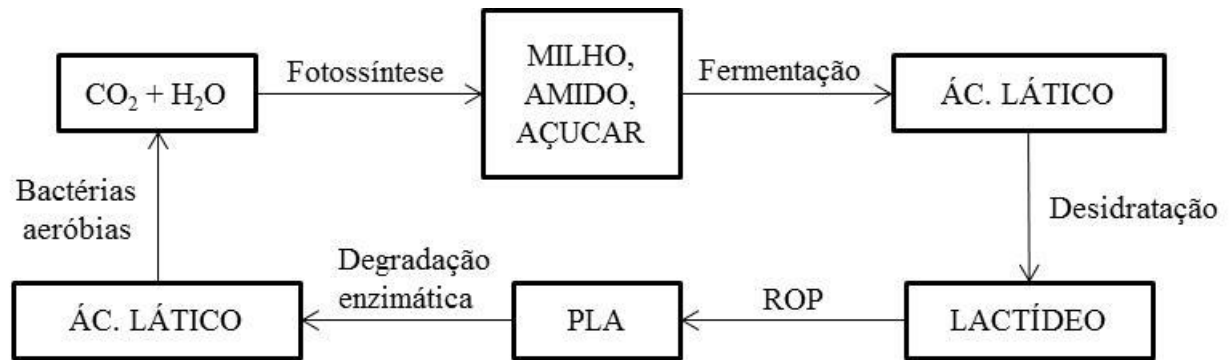 CO₂ + H₂O
Fotossíntese
MILHO,
AMIDO,
AÇUCAR
Fermentação
ÁC. LÁTICO
Desidratação
LACTÍDEO
ROP
PLA
Degradação
enzimática
ÁC. LÁTICO
Bactérias
aeróbias